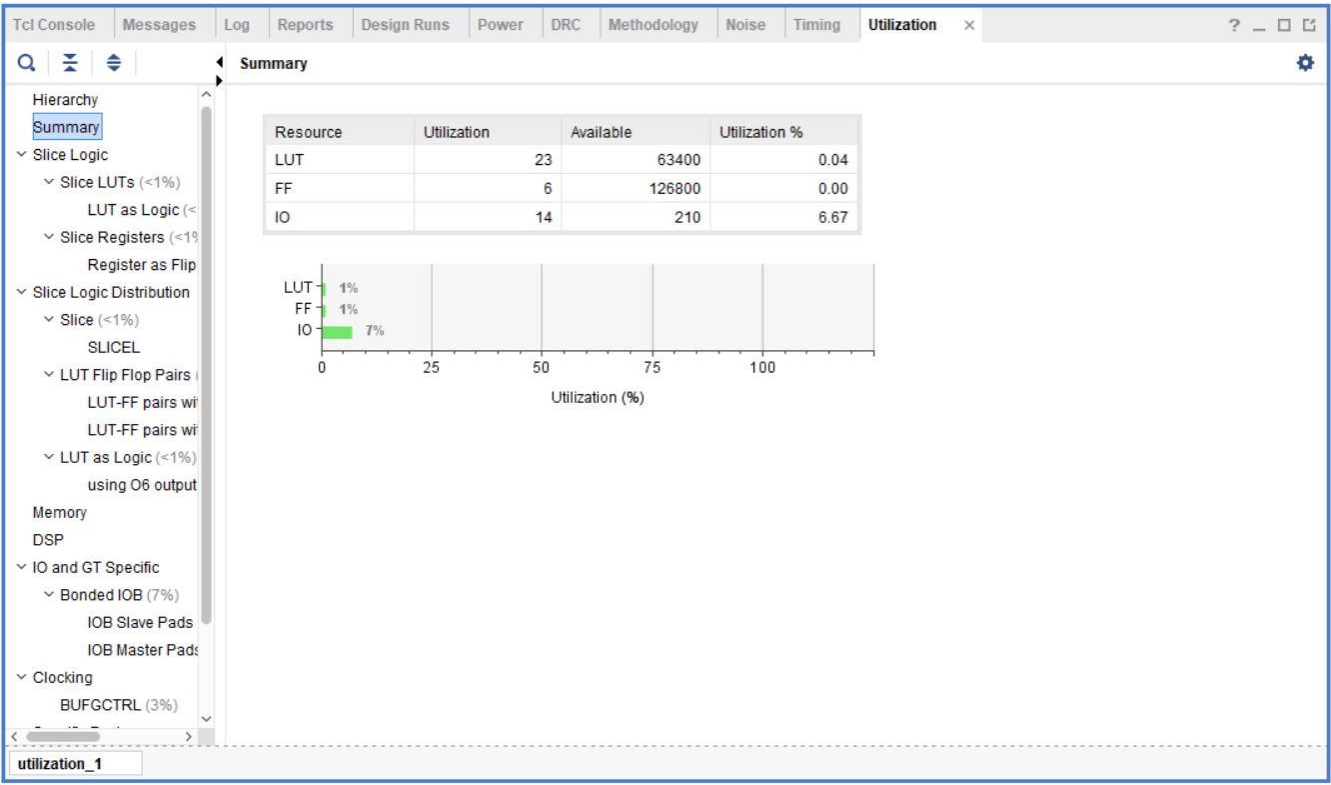 Tcl Console Messages Log Reports Design Runs Power DRC Methodology Noise Timing Utilization × ?
Summary
Hierarchy
Summary
Slice Logic
Slice LUTs (<1%)
LUT as Logic (<
Slice Registers (<1%
Register as Flip
Slice Logic Distribution
Slice (<1%)
SLICEL
LUT Flip Flop Pairs (
LUT-FF pairs wit
LUT-FF pairs wit
LUT as Logic (<1%)
using O6 output
Memory
DSP
IO and GT Specific
Bonded IOB (7%)
IOB Slave Pads
IOB Master Pads
Clocking
BUFGCTRL (3%)
Resource Utilization Available Utilization %
LUT 23 63400 0.04
FF 6 126800 0.00
IO 14 210 6.67
LUT 1%
FF 1%
IO 7%
0 25 50 75 100
Utilization (%)
utilization_1